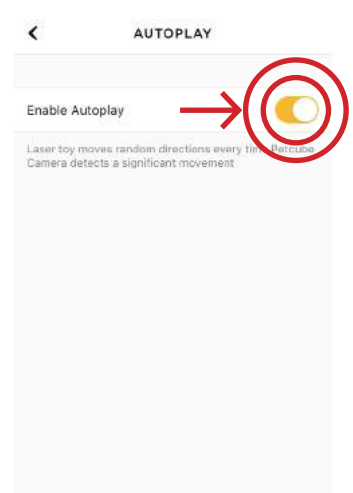 AUTOPLAY
Enable Autoplay
Laser toy moves random directions every time Petcube
Camera detects a significant movement